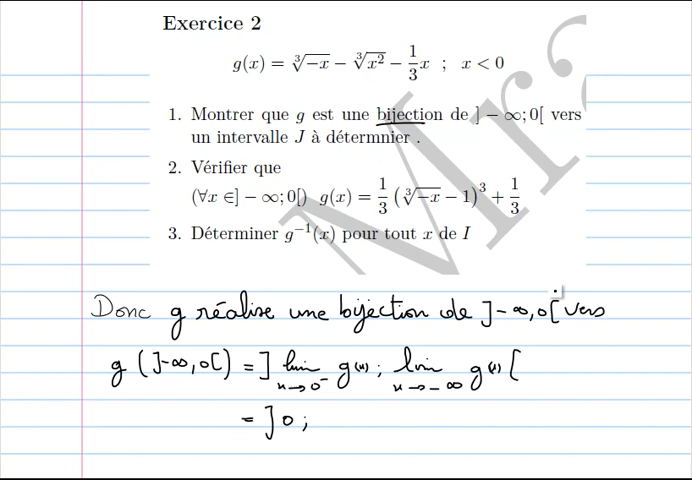 Exercice 2
g(x) = ∛(−x) − ∛(x²) − (1/3)x ; x < 0
1. Montrer que g est une bijection de ]−∞; 0[ vers
un intervalle J à détermnier .
2. Vérifier que
(∀x ∈] − ∞; 0[) g(x) = 1/3 (∛(−x) − 1)³ + 1/3
3. Déterminer g⁻¹(x) pour tout x de I
Donc g réalise une bijection de ]-∞,0[ vers
g (]-∞,0[) = ] lim x→0⁻ g(x) ; lim x→-∞ g(x) [
= ] 0 ;